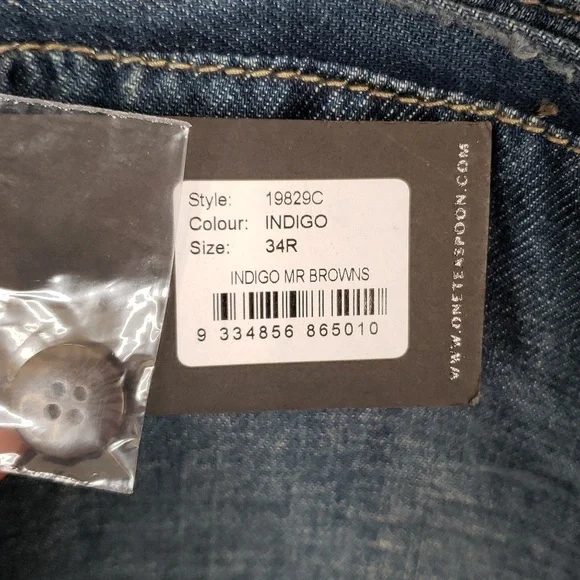 Style: 19829C
Colour: INDIGO
Size: 34R
INDIGO MR BROWNS
9 334856 865010
WWW.ONETEASPOON.COM